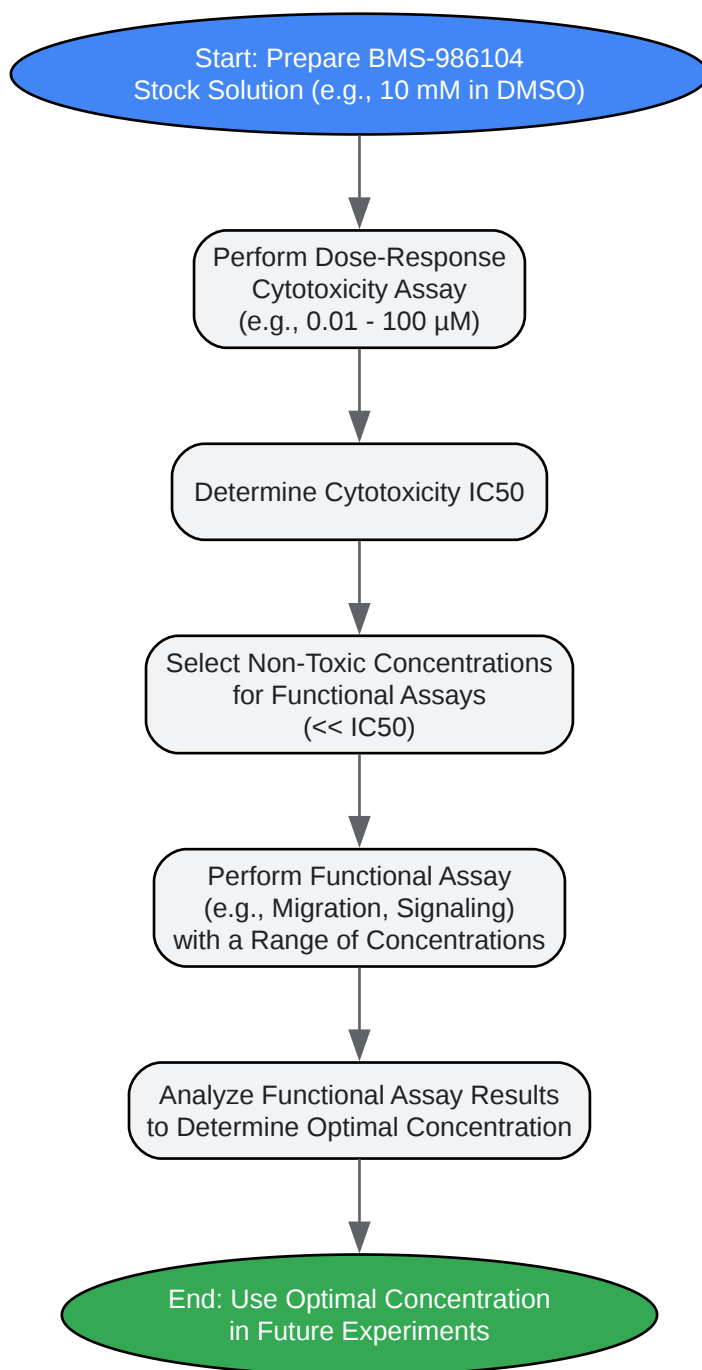 Start: Prepare BMS-986104
Stock Solution (e.g., 10 mM in DMSO)
Perform Dose-Response
Cytotoxicity Assay
(e.g., 0.01 - 100 µM)
Determine Cytotoxicity IC50
Select Non-Toxic Concentrations
for Functional Assays
(<< IC50)
Perform Functional Assay
(e.g., Migration, Signaling)
with a Range of Concentrations
Analyze Functional Assay Results
to Determine Optimal Concentration
End: Use Optimal Concentration
in Future Experiments